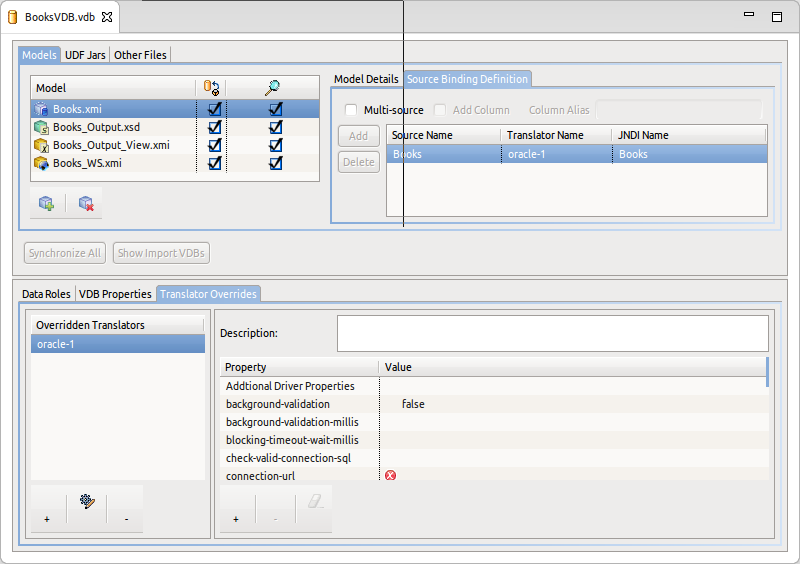 BooksVDB.vdb
Models UDF Jars Other Files
Model
Books.xmi
Books_Output.xsd
Books_Output_View.xmi
Books_WS.xmi
Model Details Source Binding Definition
Multi-source Add Column Column Alias
Add
Delete
Source Name Translator Name JNDI Name
Books oracle-1 Books
Synchronize All Show Import VDBs
Data Roles VDB Properties Translator Overrides
Overridden Translators
oracle-1
Description:
Property Value
Addtional Driver Properties
background-validation false
background-validation-millis
blocking-timeout-wait-millis
check-valid-connection-sql
connection-url
+ -
+ -